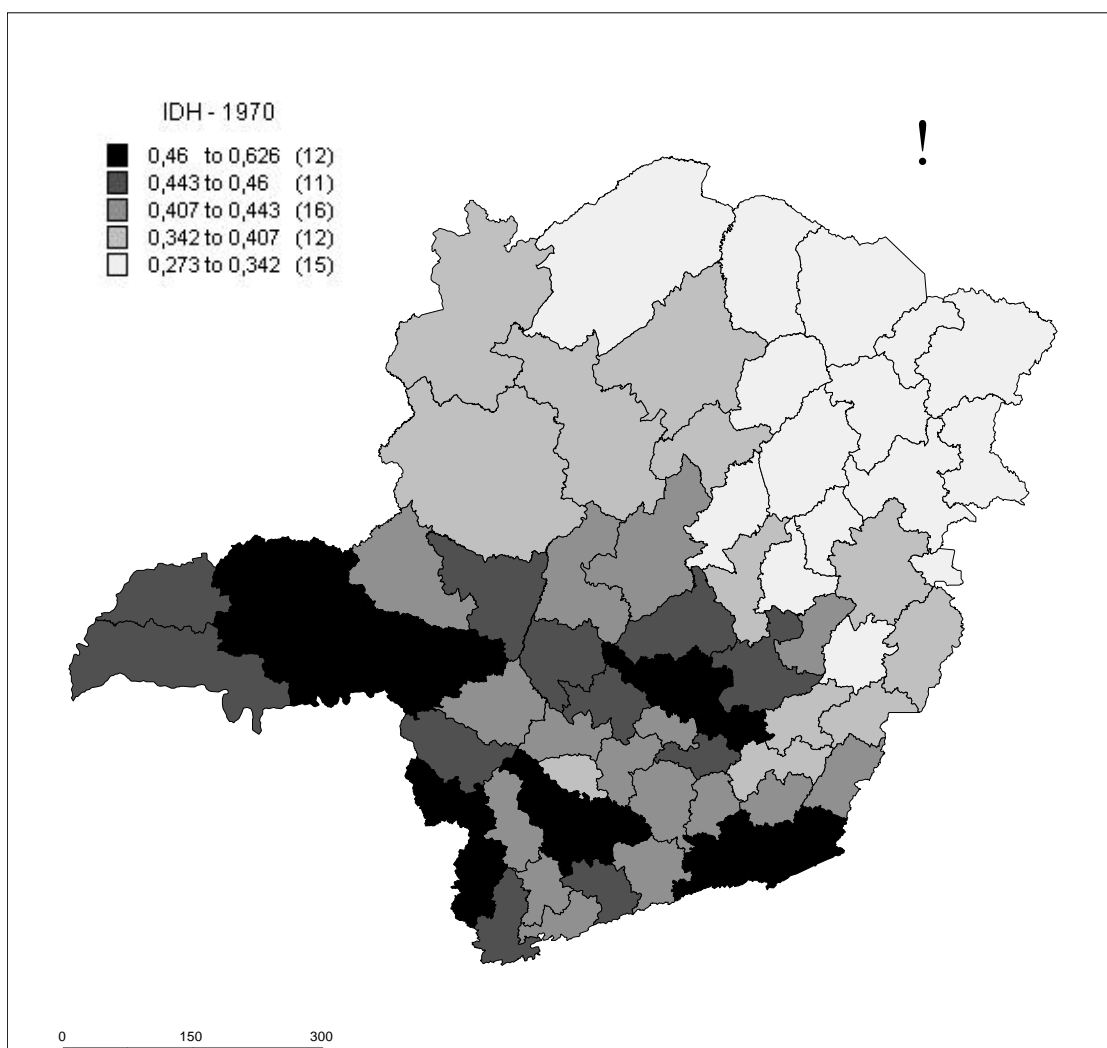 IDH - 1970
0,46 to 0,626 (12)
0,443 to 0,46 (11)
0,407 to 0,443 (16)
0,342 to 0,407 (12)
0,273 to 0,342 (15)
!
0 150 300